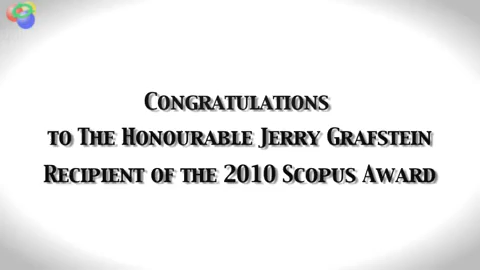 Congratulations
to The Honourable Jerry Grafstein
Recipient of the 2010 Scopus Award